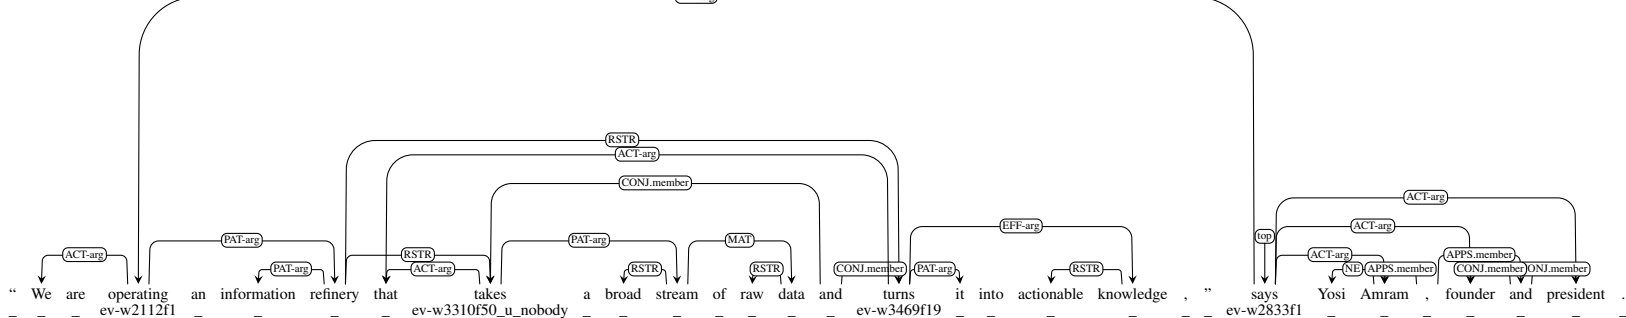 RSTR
ACT-arg
CONJ.member
ACT-arg
EFF-arg
ACT-arg
top
PAT-arg PAT-arg MAT
ACT-arg RSTR ACT-arg APPS.member
PAT-arg ACT-arg RSTR RSTR CONJ.member PAT-arg RSTR NE APPS.member CONJ.member ONJ.member
“ We are operating an information refinery that takes a broad stream of raw data and turns it into actionable knowledge , ” says Yosi Amram , founder and president .
_ _ _ ev-w2112f1 _ _ _ _ ev-w3310f50_u_nobody _ _ _ _ _ _ _ ev-w3469f19 _ _ _ _ _ _ ev-w2833f1 _ _ _ _ _ _ _